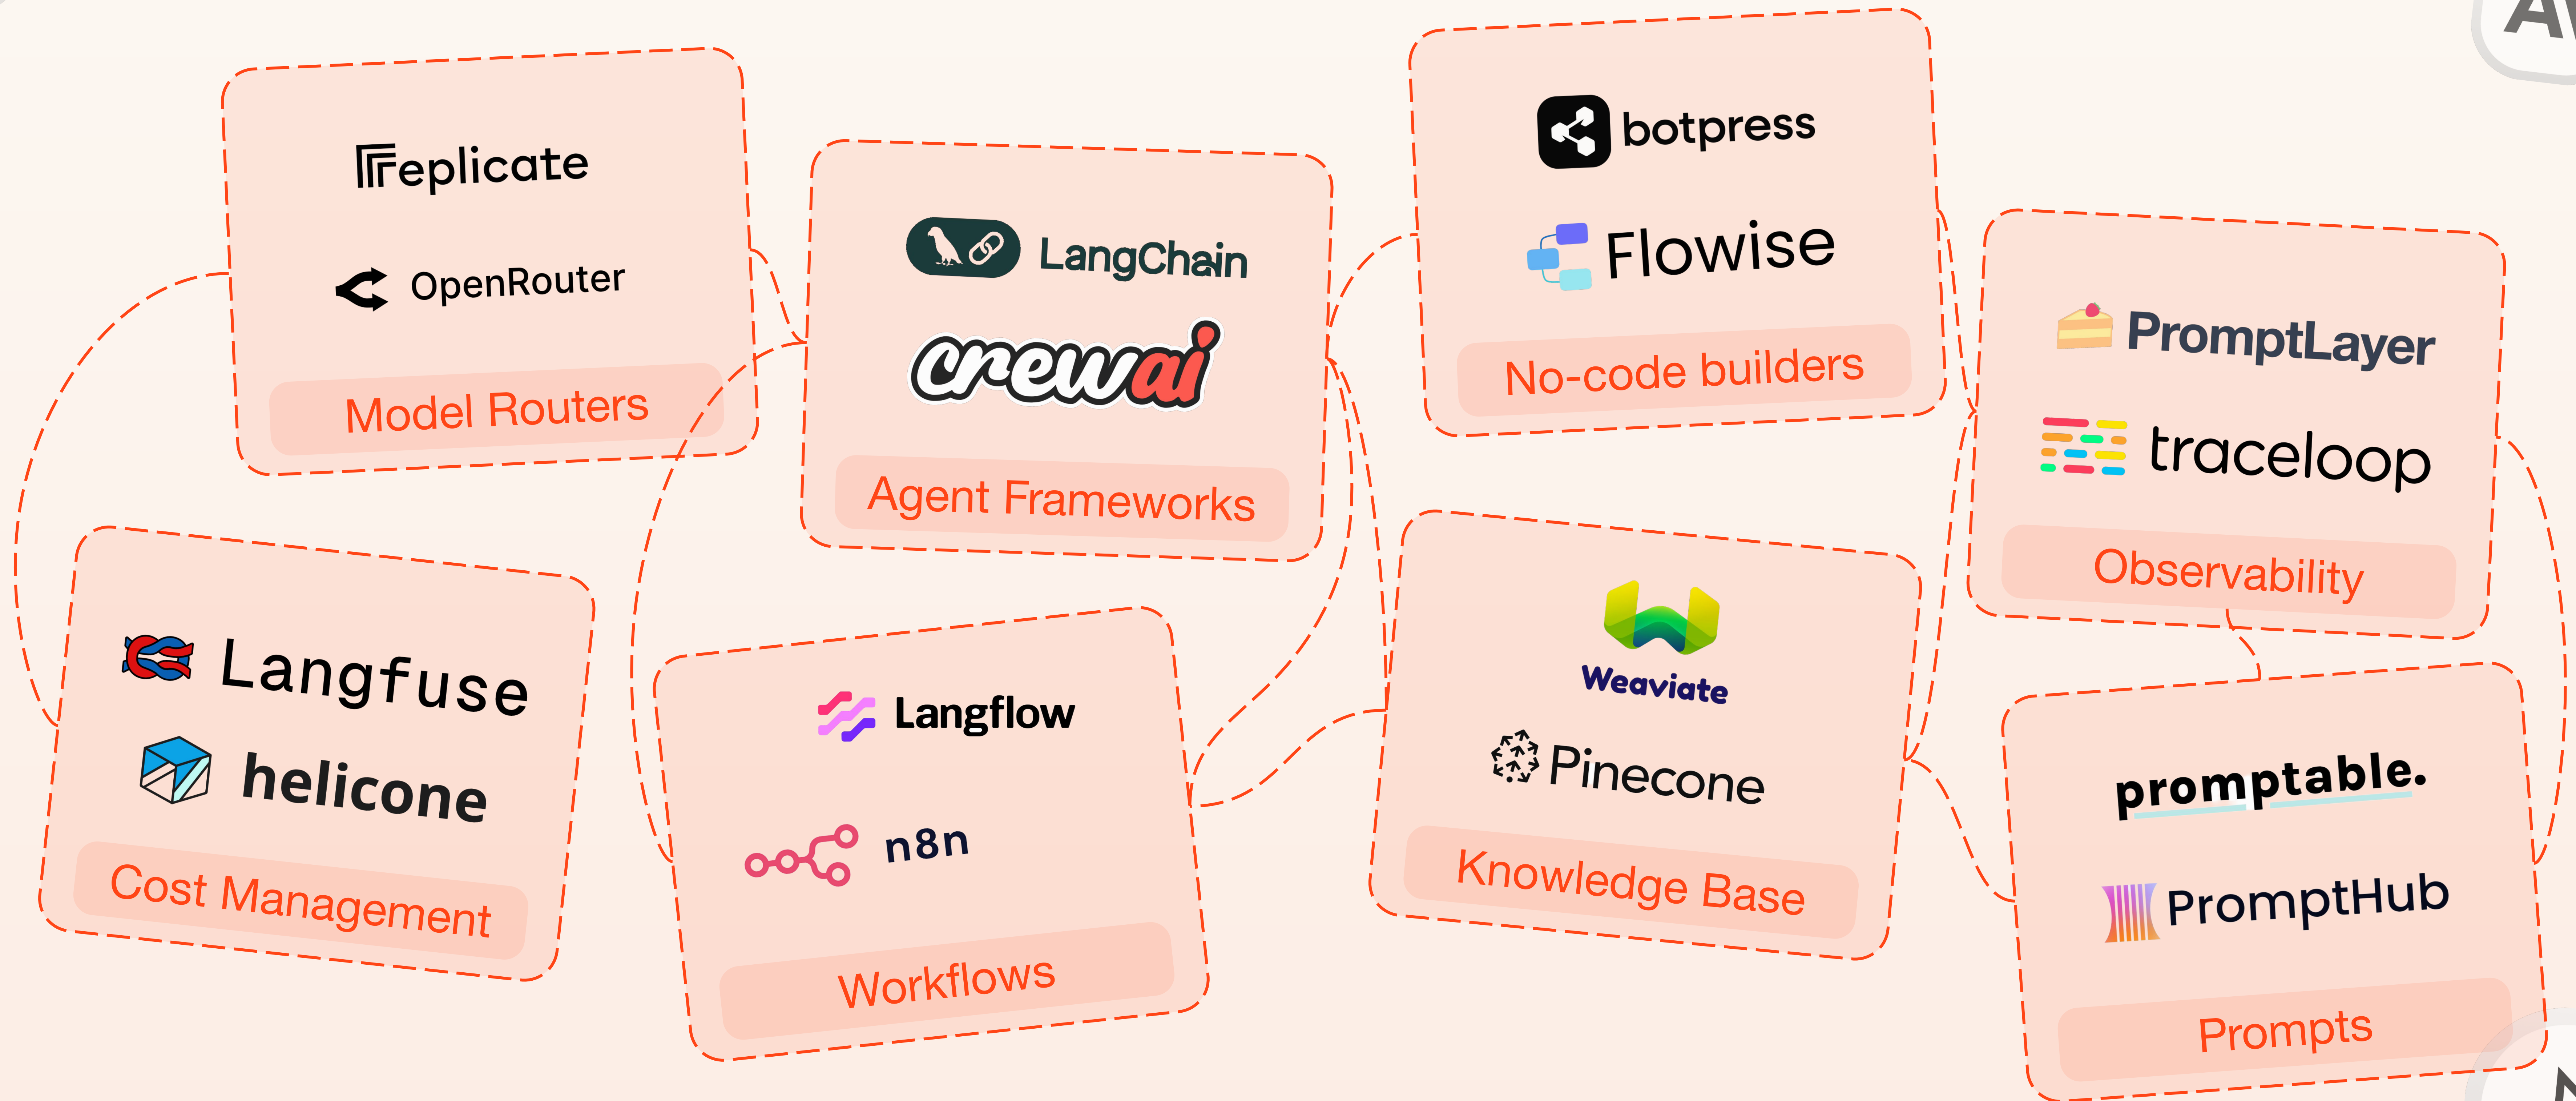 replicate
OpenRouter
Model Routers
LangChain
crewai
Agent Frameworks
botpress
Flowise
No-code builders
PromptLayer
traceloop
Observability
Langfuse
helicone
Cost Management
Langflow
n8n
Workflows
Weaviate
Pinecone
Knowledge Base
promptable.
PromptHub
Prompts